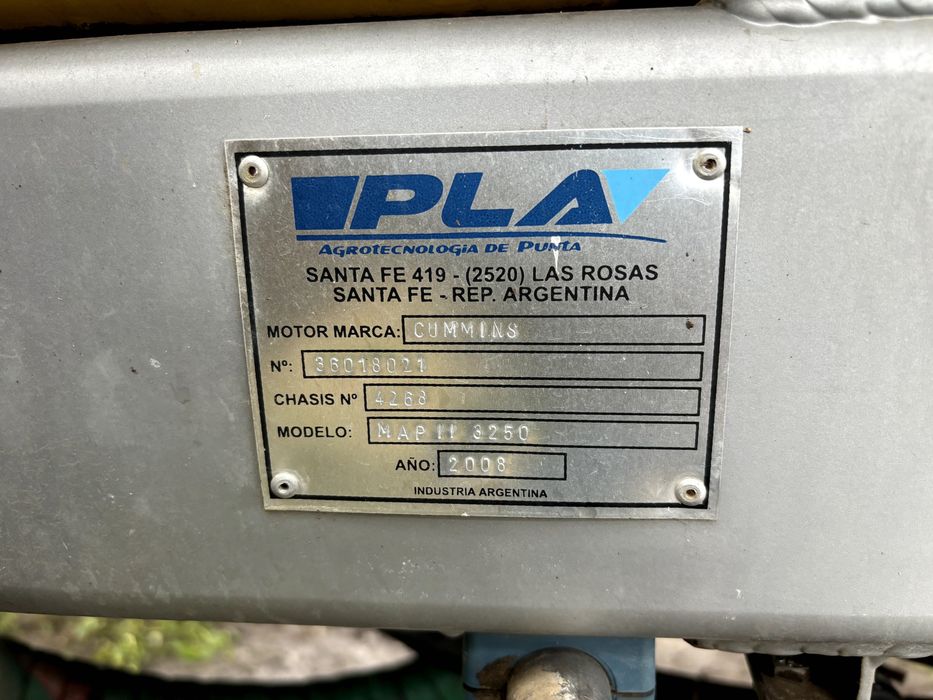 PLA
AGROTECNOLOGíA DE PUNTA
SANTA FE 419 - (2520) LAS ROSAS
SANTA FE - REP. ARGENTINA
MOTOR MARCA: CUMMINS
Nº: 36018021
CHASIS Nº 4268
MODELO: MAP II 3250
AÑO: 2008
INDUSTRIA ARGENTINA